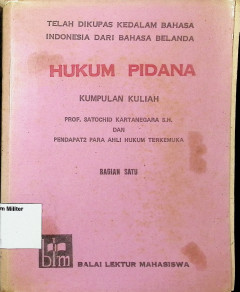 TELAH DIKUPAS KEDALAM BAHASA
INDONESIA DARI BAHASA BELANDA
HUKUM PIDANA
KUMPULAN KULIAH
PROF. SATOCHID KARTANEGARA S.H.
DAN
PENDAPAT2 PARA AHLI HUKUM TERKEMUKA
BAGIAN SATU
m Militer
blm
BALAI LEKTUR MAHASISWA